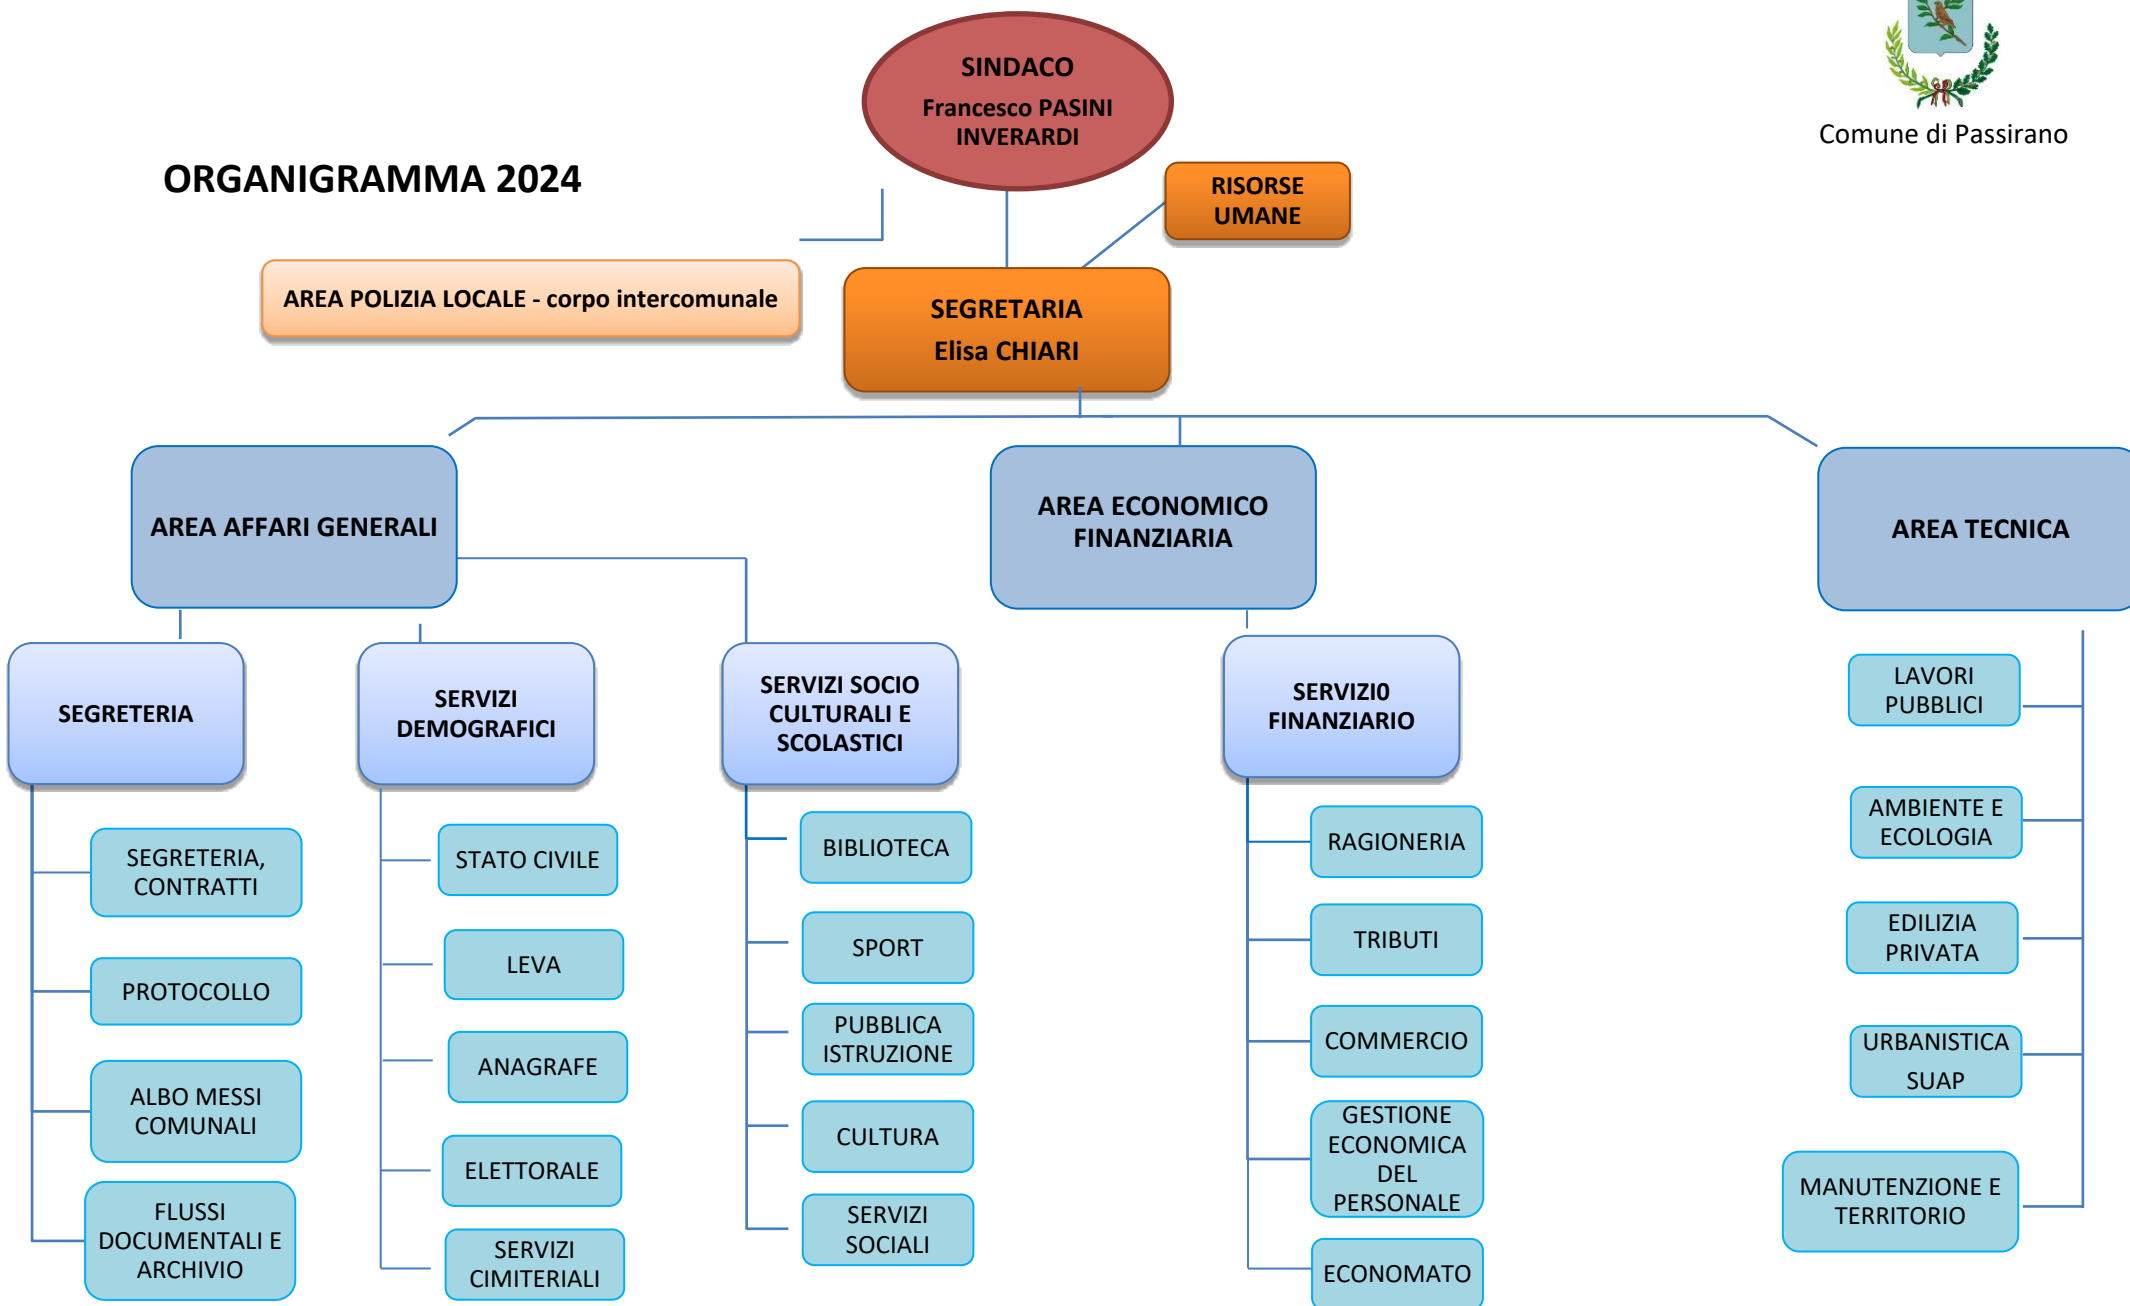 SINDACO
Francesco PASINI
INVERARDI
Comune di Passirano
ORGANIGRAMMA 2024
RISORSE
UMANE
AREA POLIZIA LOCALE - corpo intercomunale
SEGRETARIA
Elisa CHIARI
AREA AFFARI GENERALI
AREA ECONOMICO
FINANZIARIA
AREA TECNICA
SEGRETERIA
SERVIZI
DEMOGRAFICI
SERVIZI SOCIO
CULTURALI E
SCOLASTICI
SERVIZI0
FINANZIARIO
SEGRETERIA,
CONTRATTI
PROTOCOLLO
ALBO MESSI
COMUNALI
FLUSSI
DOCUMENTALI E
ARCHIVIO
STATO CIVILE
LEVA
ANAGRAFE
ELETTORALE
SERVIZI
CIMITERIALI
BIBLIOTECA
SPORT
PUBBLICA
ISTRUZIONE
CULTURA
SERVIZI
SOCIALI
RAGIONERIA
TRIBUTI
COMMERCIO
GESTIONE
ECONOMICA
DEL
PERSONALE
ECONOMATO
LAVORI
PUBBLICI
AMBIENTE E
ECOLOGIA
EDILIZIA
PRIVATA
URBANISTICA
SUAP
MANUTENZIONE E
TERRITORIO